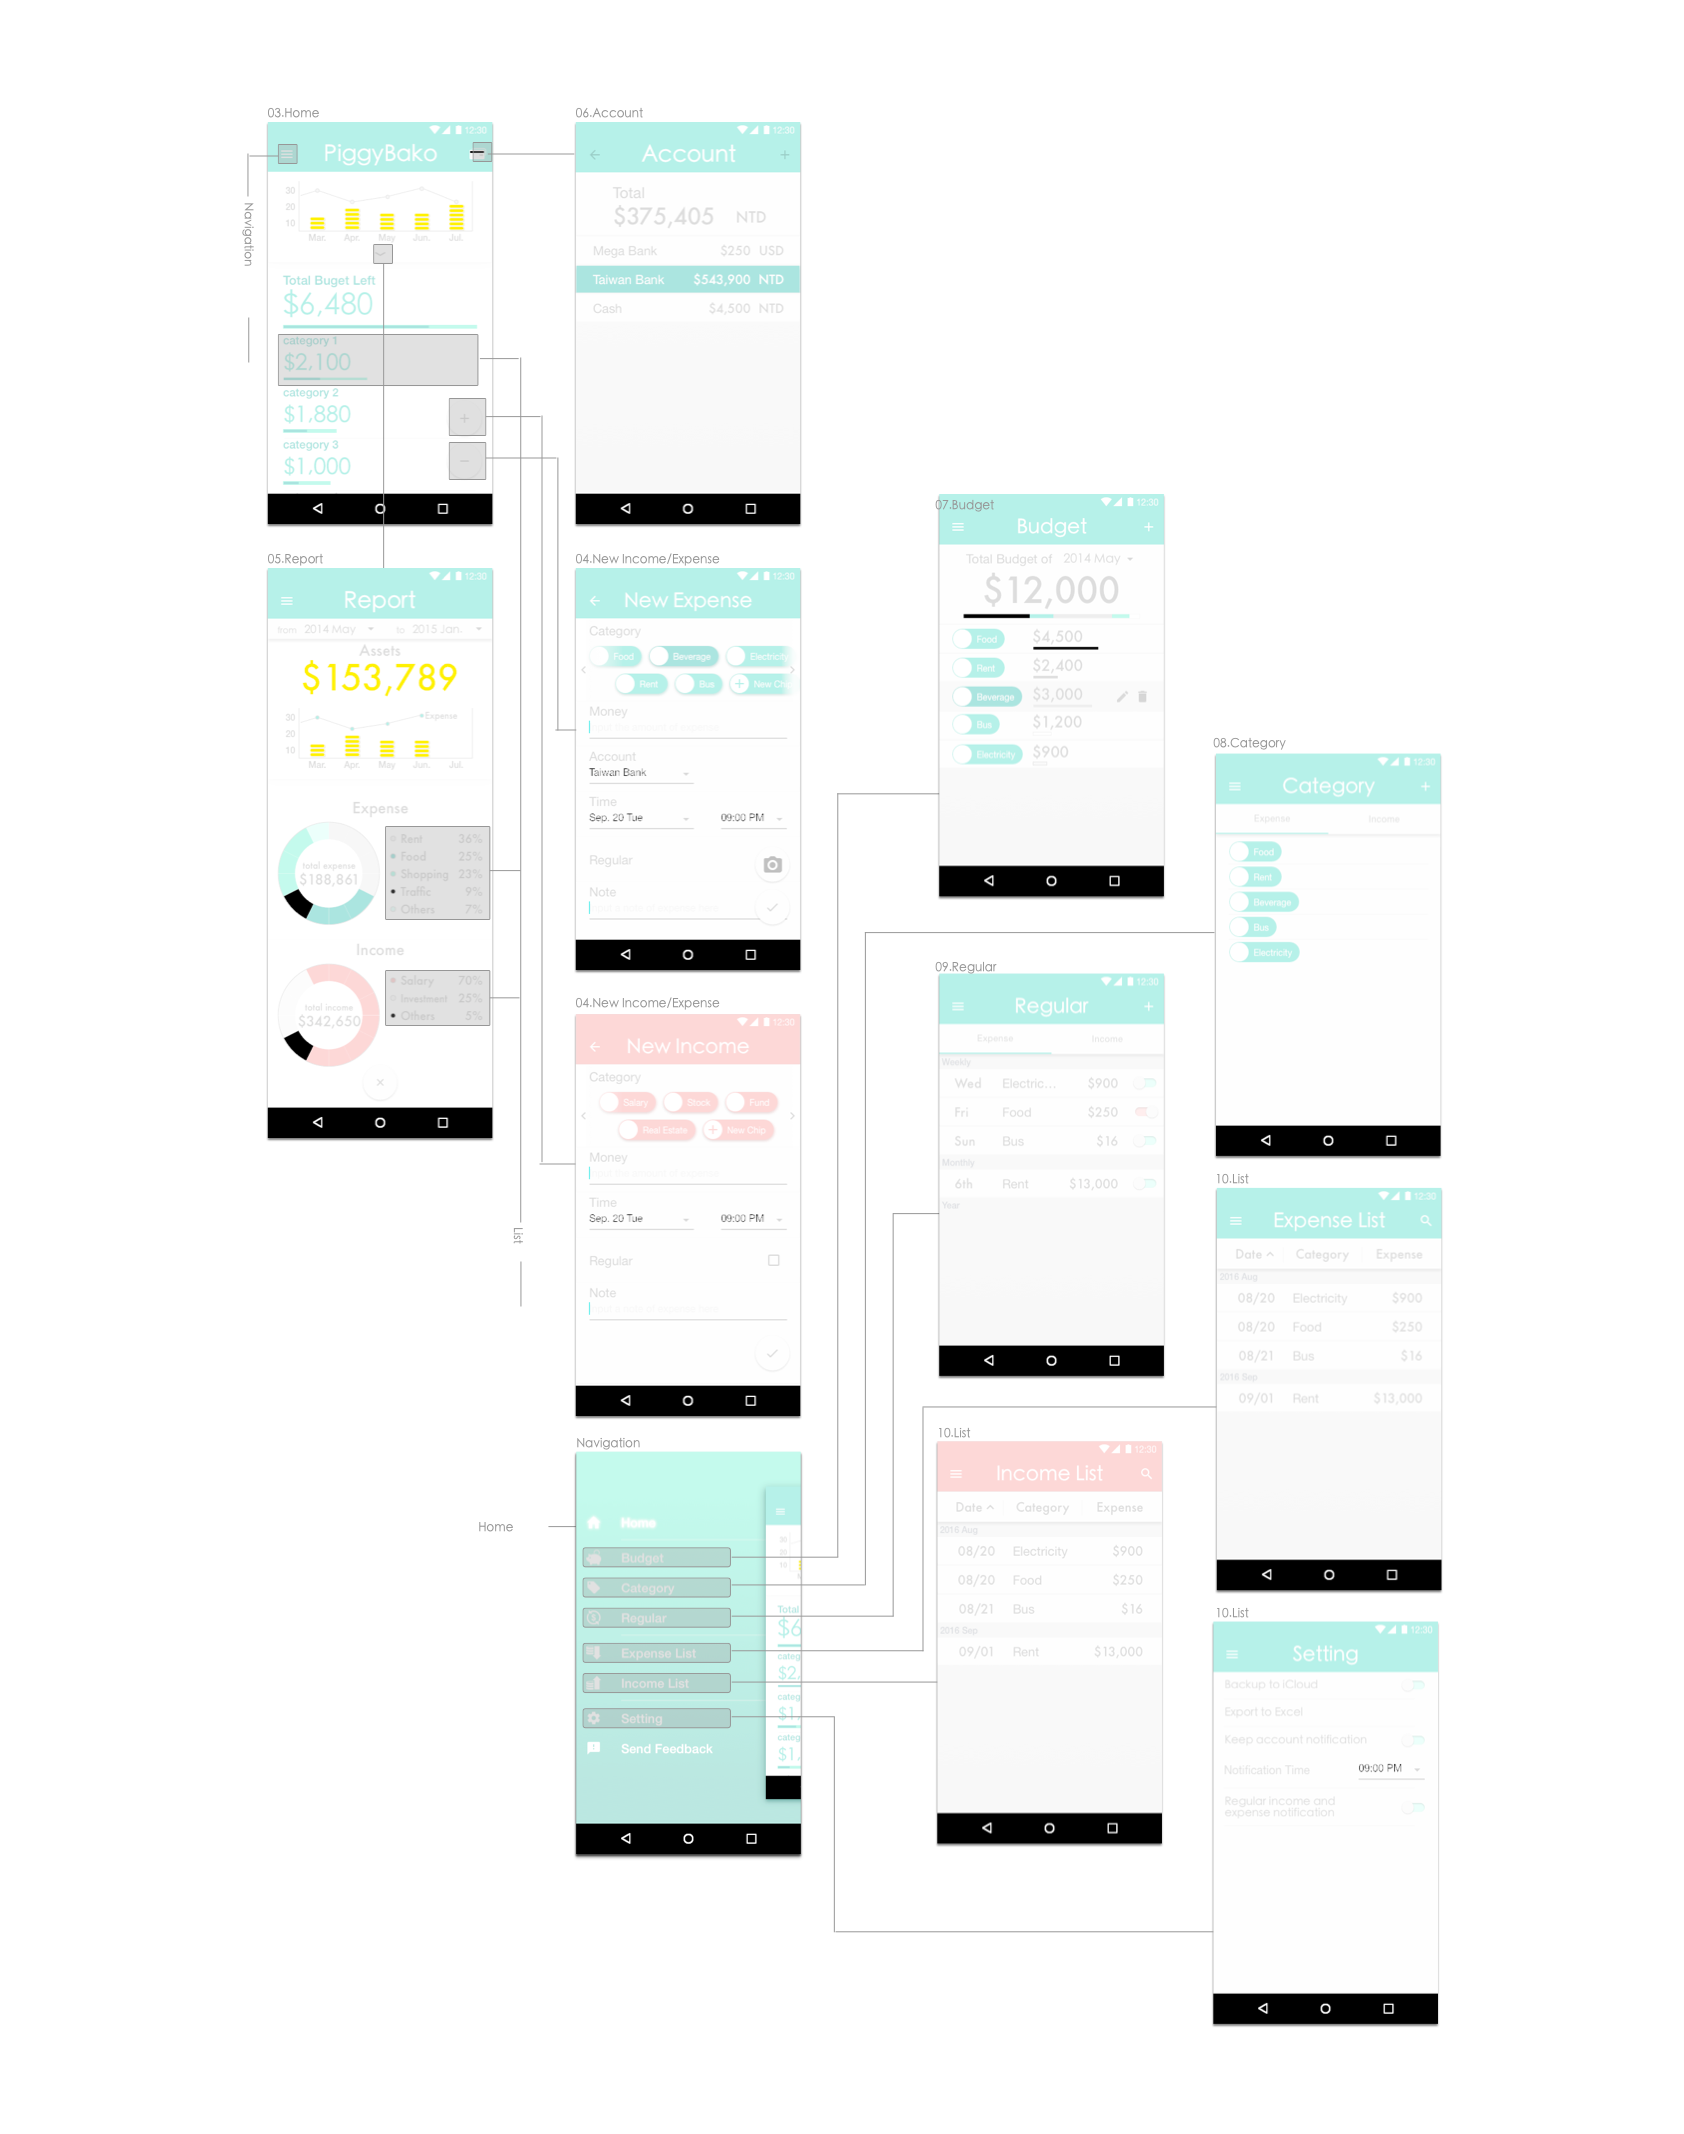 03.Home
12:30
PiggyBako
Navigation
30
20
10
Mar. Apr. May Jun. Jul.
Total Buget Left
$6,480
category 1
$2,100
category 2
$1,880
category 3
$1,000
06.Account
12:30
Account
Total
$375,405 NTD
Mega Bank $250 USD
Taiwan Bank $543,900 NTD
Cash $4,500 NTD
05.Report
12:30
Report
from 2014 May to 2015 Jan.
Assets
$153,789
Expense
30
20
10
Mar. Apr. May Jun. Jul.
Expense
total expense
$188,861
Rent 36%
Food 25%
Shopping 23%
Traffic 9%
Others 7%
Income
total income
$342,650
Salary 70%
Investment 25%
Others 5%
List
04.New Income/Expense
12:30
New Expense
Category
Food Beverage Electricity
Rent Bus New Chip
Money
Account
Taiwan Bank
Time
Sep. 20 Tue 09:00 PM
Regular
Note
04.New Income/Expense
12:30
New Income
Category
Salary Stock Fund
Real Estate New Chip
Money
Time
Sep. 20 Tue 09:00 PM
Regular
Note
Navigation
Home
Home
Budget
Category
Regular
Expense List
Income List
Setting
Send Feedback
30
20
10
Total
$6
categ
$2,
categ
$1,
categ
$1,
07.Budget
12:30
Budget
Total Budget of 2014 May
$12,000
Food $4,500
Rent $2,400
Beverage $3,000
Bus $1,200
Electricity $900
08.Category
12:30
Category
Expense Income
Food
Rent
Beverage
Bus
Electricity
09.Regular
12:30
Regular
Expense Income
Weekly
Wed Electric... $900
Fri Food $250
Sun Bus $16
Monthly
6th Rent $13,000
Year
10.List
12:30
Expense List
Date Category Expense
2016 Aug
08/20 Electricity $900
08/20 Food $250
08/21 Bus $16
2016 Sep
09/01 Rent $13,000
10.List
12:30
Income List
Date Category Expense
2016 Aug
08/20 Electricity $900
08/20 Food $250
08/21 Bus $16
2016 Sep
09/01 Rent $13,000
10.List
12:30
Setting
Backup to iCloud
Export to Excel
Keep account notification
Notification Time 09:00 PM
Regular income and
expense notification